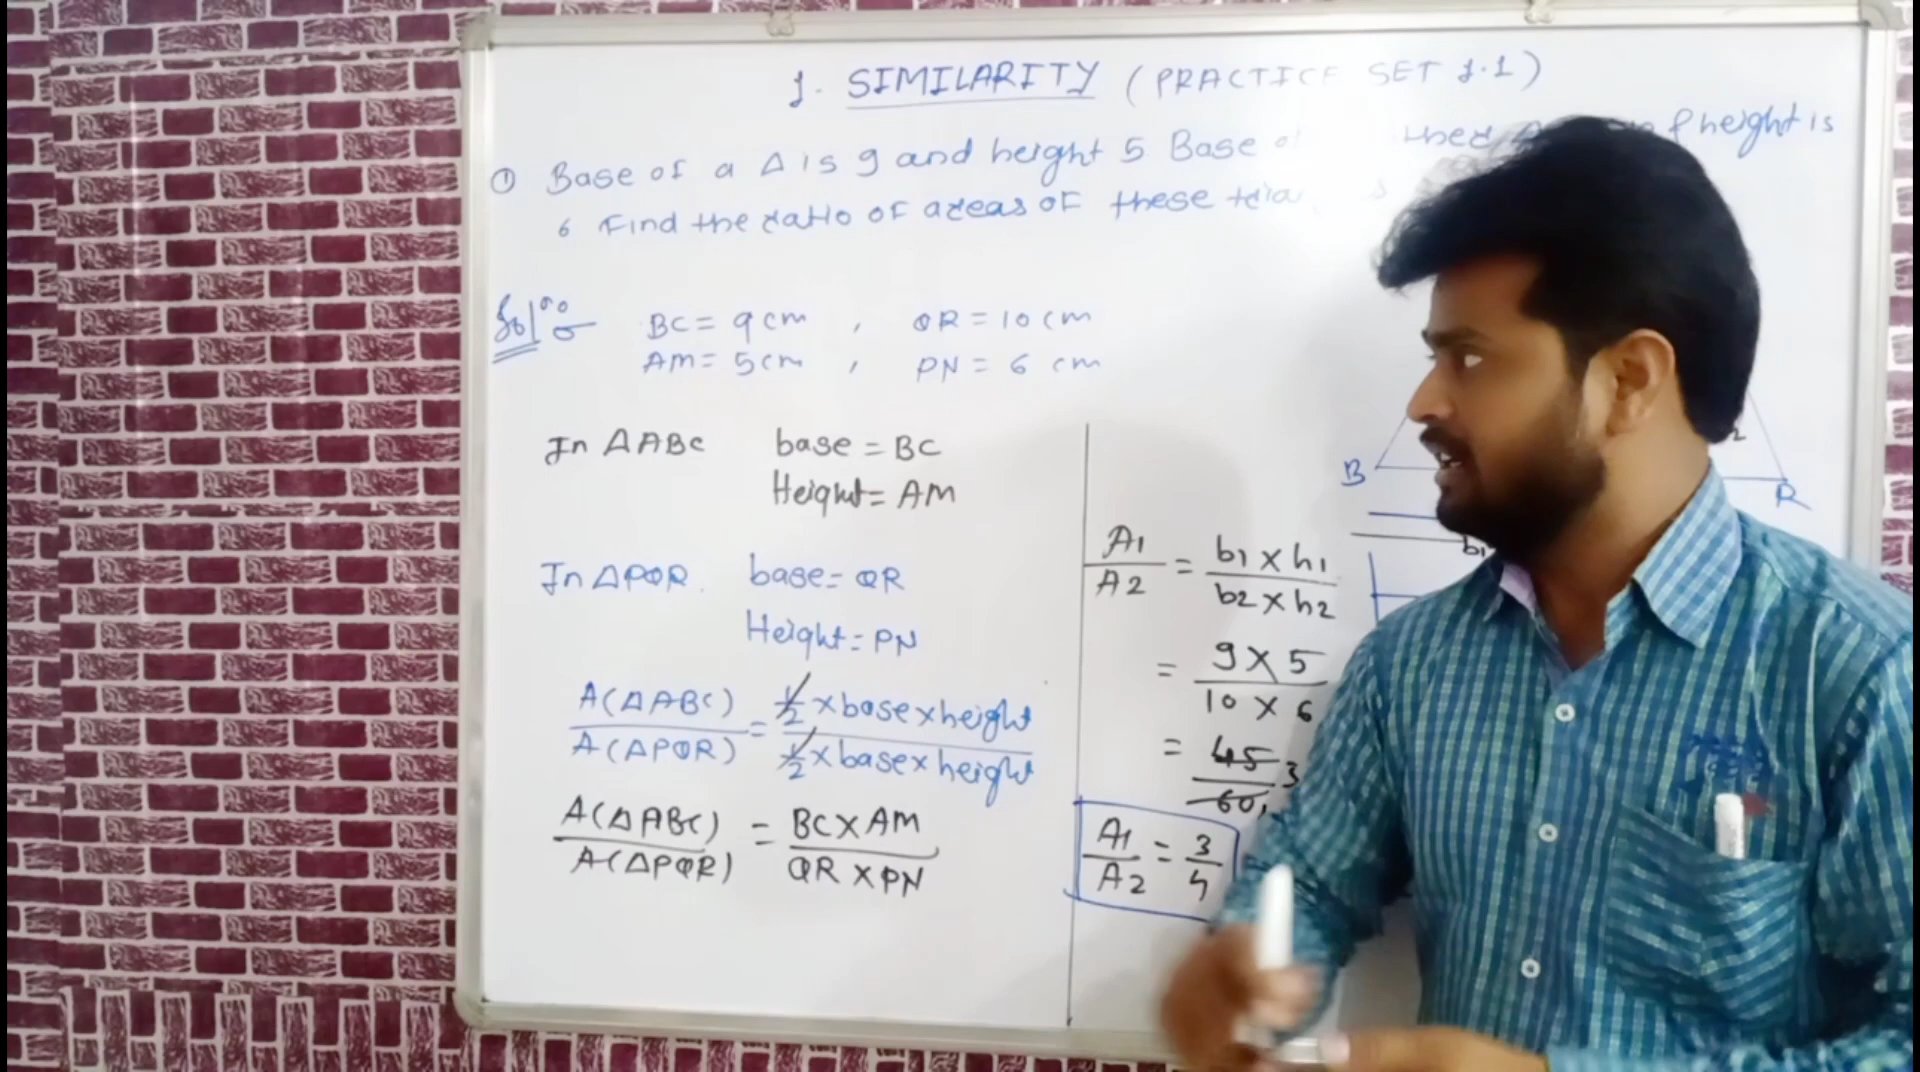 1. SIMILARITY (PRACTICE SET 1.1)
① Base of a Δ is 9 and height 5 Base height is
6 Find the ratio of areas of these
Sol:
BC = 9 cm , QR = 10 cm
AM = 5 cm , PN = 6 cm
In ΔABC base = BC
Height = AM
In ΔPQR. base = QR
Height = PN
A(ΔABC) / A(ΔPQR) = 1/2 × base × height / 1/2 × base × height
A(ΔABC) / A(ΔPQR) = BC × AM / QR × PN
A1 / A2 = b1 × h1 / b2 × h2
= 9 × 5 / 10 × 6
= 45 / 60 3
A1 / A2 = 3 / 4
B
R
b1